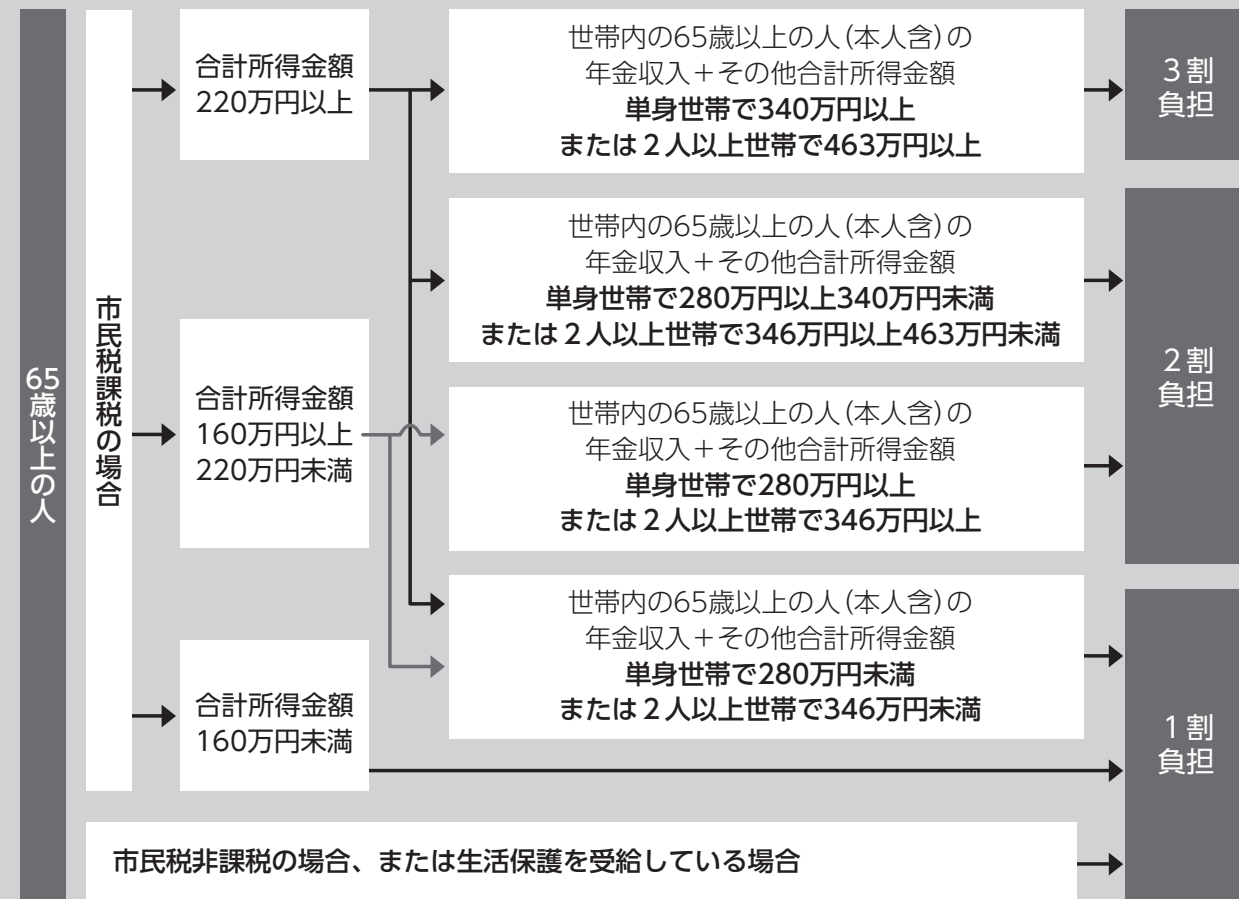 65歳以上の人
市民税課税の場合
合計所得金額
220万円以上
世帯内の65歳以上の人(本人含)の
年金収入＋その他合計所得金額
単身世帯で340万円以上
または２人以上世帯で463万円以上
３割
負担
世帯内の65歳以上の人(本人含)の
年金収入＋その他合計所得金額
単身世帯で280万円以上340万円未満
または２人以上世帯で346万円以上463万円未満
２割
負担
合計所得金額
160万円以上
220万円未満
世帯内の65歳以上の人(本人含)の
年金収入＋その他合計所得金額
単身世帯で280万円以上
または２人以上世帯で346万円以上
世帯内の65歳以上の人(本人含)の
年金収入＋その他合計所得金額
単身世帯で280万円未満
または２人以上世帯で346万円未満
合計所得金額
160万円未満
１割
負担
市民税非課税の場合、または生活保護を受給している場合